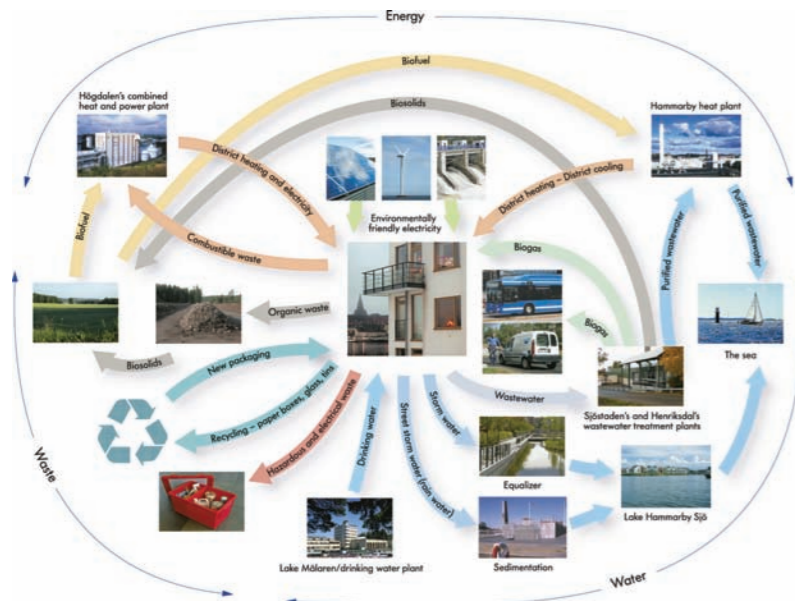 Energy
Biofuel
Högdalen's combined
heat and power plant
Biosolids
Hammarby heat plant
District heating and electricity
District heating – District cooling
Environmentally
friendly electricity
Biofuel
Combustible waste
Biogas
Purified wastewater
Purified wastewater
Organic waste
Biogas
The sea
Biosolids
New packaging
Recycling – paper boxes, glass, tins
Hazardous and electrical waste
Drinking water
Street storm water (rain water)
Storm water
Wastewater
Sjöstaden's and Henriksdal's
wastewater treatment plants
Equalizer
Lake Hammarby Sjö
Waste
Lake Mälaren/drinking water plant
Sedimentation
Water